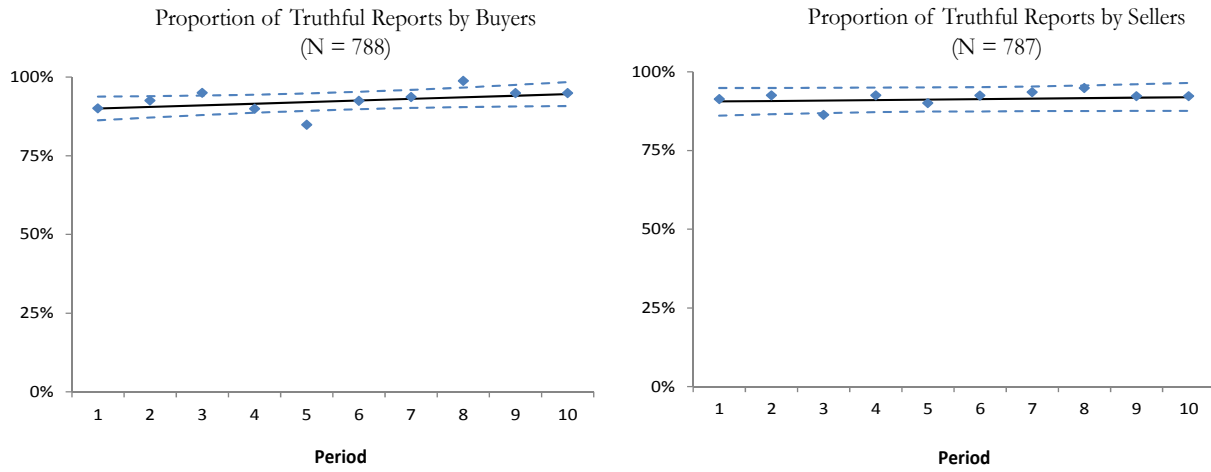 Proportion of Truthful Reports by Buyers
(N = 788)
100%
75%
50%
25%
0%
1 2 3 4 5 6 7 8 9 10
Period
Proportion of Truthful Reports by Sellers
(N = 787)
100%
75%
50%
25%
0%
1 2 3 4 5 6 7 8 9 10
Period